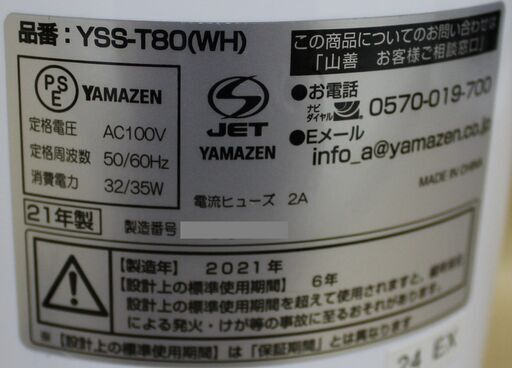 品番：YSS-T80(WH)
この商品についてのお問い合わせは
「山善 お客様ご相談窓口」
PS
E
YAMAZEN
定格電圧 AC100V
定格周波数 50/60Hz
消費電力 32/35W
S
JET
YAMAZEN
●お電話
ナビ
ダイヤル
0570-019-700
●Eメール
info_a@yamazen.co.jp
MADE IN CHINA
電流ヒューズ 2A
21年製
製造番号
【製造年】2021年
【設計上の標準使用期間】 6年
設計上の標準使用期間を超えて使用されますと、
による発火・けが等の事故に至るおそれがあります。
※【設計上の標準使用期間】は「保証期間」とは異なります
24 EX